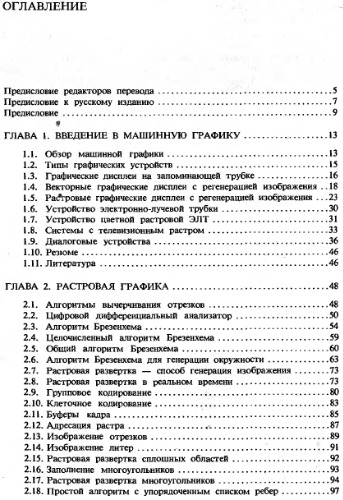 ОГЛАВЛЕНИЕ
Предисловие редакторов перевода 5
Предисловие к русскому изданию 7
Предисловие 9
ГЛАВА 1. ВВЕДЕНИЕ В МАШИННУЮ ГРАФИКУ 13
1.1. Обзор машинной графики 13
1.2. Типы графических устройств 15
1.3. Графические дисплеи на запоминающей трубке 16
1.4. Векторные графические дисплеи с регенерацией изображения 18
1.5. Растровые графические дисплеи с регенерацией изображения 23
1.6. Устройство электронно-лучевой трубки 30
1.7. Устройство цветной растровой ЭЛТ 31
1.8. Системы с телевизионным растром 33
1.9. Диалоговые устройства 36
1.10. Резюме 46
1.11. Литература 46
ГЛАВА 2. РАСТРОВАЯ ГРАФИКА 48
2.1. Алгоритмы вычерчивания отрезков 48
2.2. Цифровой дифференциальный анализатор 50
2.3. Алгоритм Брезенхема 54
2.4. Целочисленный алгоритм Брезенхема 59
2.5. Общий алгоритм Брезенхема 60
2.6. Алгоритм Брезенхема для генерации окружности 63
2.7. Растровая развертка — способ генерации изображения 73
2.8. Растровая развертка в реальном времени 73
2.9. Групповое кодирование 80
2.10. Клеточное кодирование 83
2.11. Буферы кадра 85
2.12. Адресация растра 87
2.13. Изображение отрезков 89
2.14. Изображение литер 91
2.15. Растровая развертка сплошных областей 92
2.16. Заполнение многоугольников 93
2.17. Растровая развертка многоугольников 94
2.18. Простой алгоритм с упорядоченным списком ребер 97